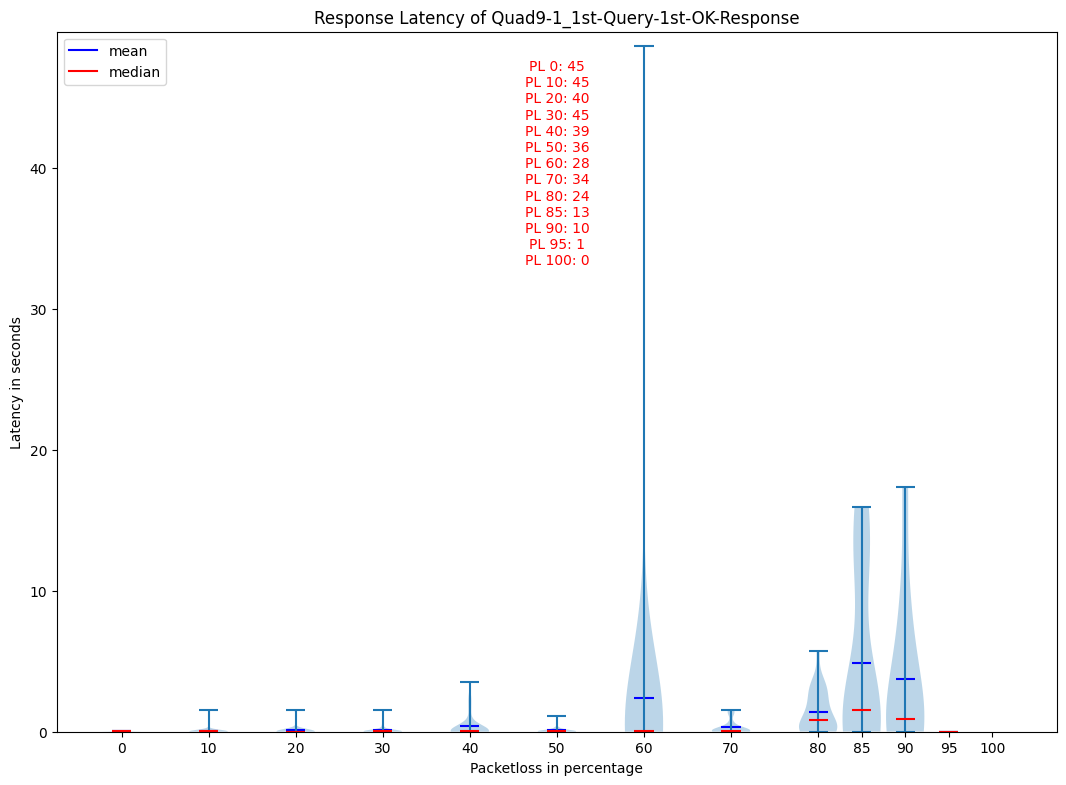 Response Latency of Quad9-1_1st-Query-1st-OK-Response
mean
median
PL 0: 45
PL 10: 45
PL 20: 40
PL 30: 45
PL 40: 39
PL 50: 36
PL 60: 28
PL 70: 34
PL 80: 24
PL 85: 13
PL 90: 10
PL 95: 1
PL 100: 0
Latency in seconds
40
30
20
10
0
0 10 20 30 40 50 60 70 80 85 90 95 100
Packetloss in percentage